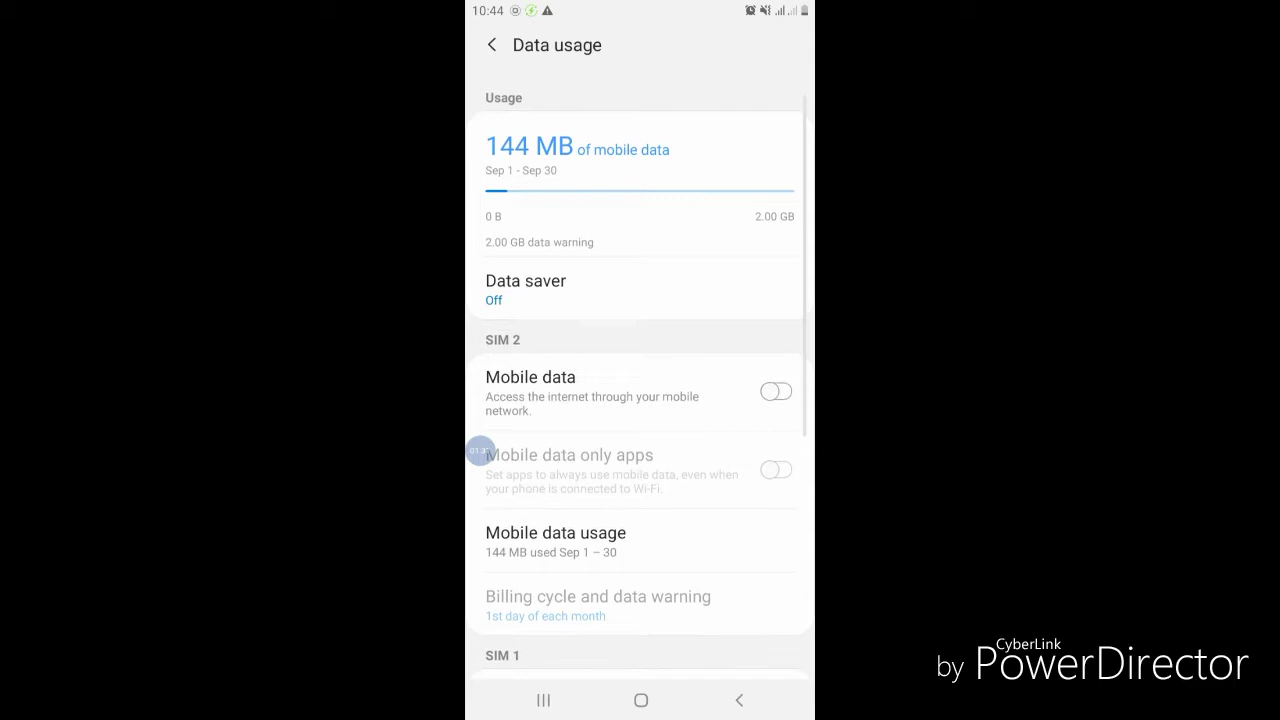 10:44
Data usage
Usage
144 MB of mobile data
Sep 1 - Sep 30
0 B
2.00 GB
2.00 GB data warning
Data saver
Off
SIM 2
Mobile data
Access the internet through your mobile
network.
Mobile data only apps
Set apps to always use mobile data, even when
your phone is connected to Wi-Fi.
Mobile data usage
144 MB used Sep 1 – 30
Billing cycle and data warning
1st day of each month
SIM 1
CyberLink
by PowerDirector